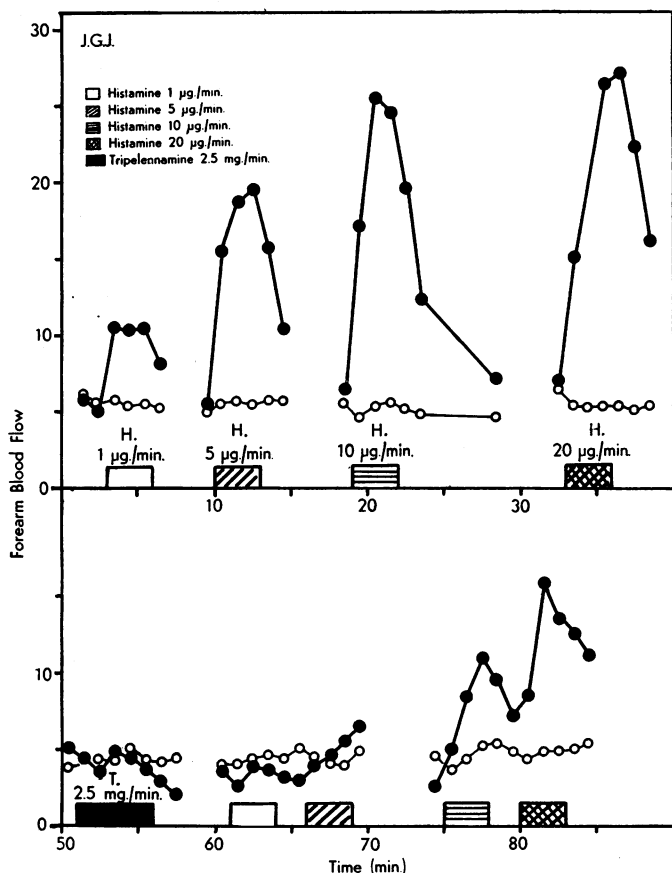 30
J.G.J.
Histamine 1 µg./min.
Histamine 5 µg/min.
Histamine 10 µg/min.
Histamine 20 µg/min.
Tripelennamine 2.5 mg/min.
20
10
H.
1 µg./min.
H.
5 µg/min.
H.
10 µg/min.
H.
20 µg/min.
0
10
20
30
Forearm Blood Flow
10
T.
2.5 mg/min.
0
50
60
70
80
Time (min.)